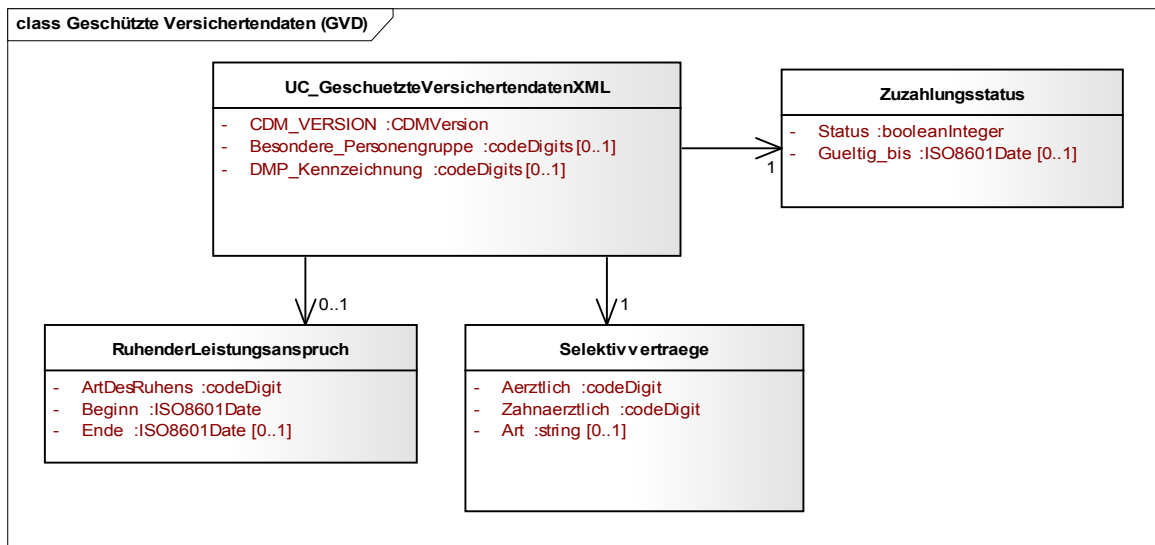 class Geschützte Versichertendaten (GVD)
UC_GeschuetzteVersichertendatenXML
- CDM_VERSION :CDMVersion
- Besondere_Personengruppe :codeDigits [0..1]
- DMP_Kennzeichnung :codeDigits [0..1]
Zuzahlungsstatus
- Status :booleanInteger
- Gueltig_bis :ISO8601Date [0..1]
1
0..1
1
RuhenderLeistungsanspruch
- ArtDesRuhens :codeDigit
- Beginn :ISO8601Date
- Ende :ISO8601Date [0..1]
Selektivvertraege
- Aerztlich :codeDigit
- Zahnaerztlich :codeDigit
- Art :string [0..1]